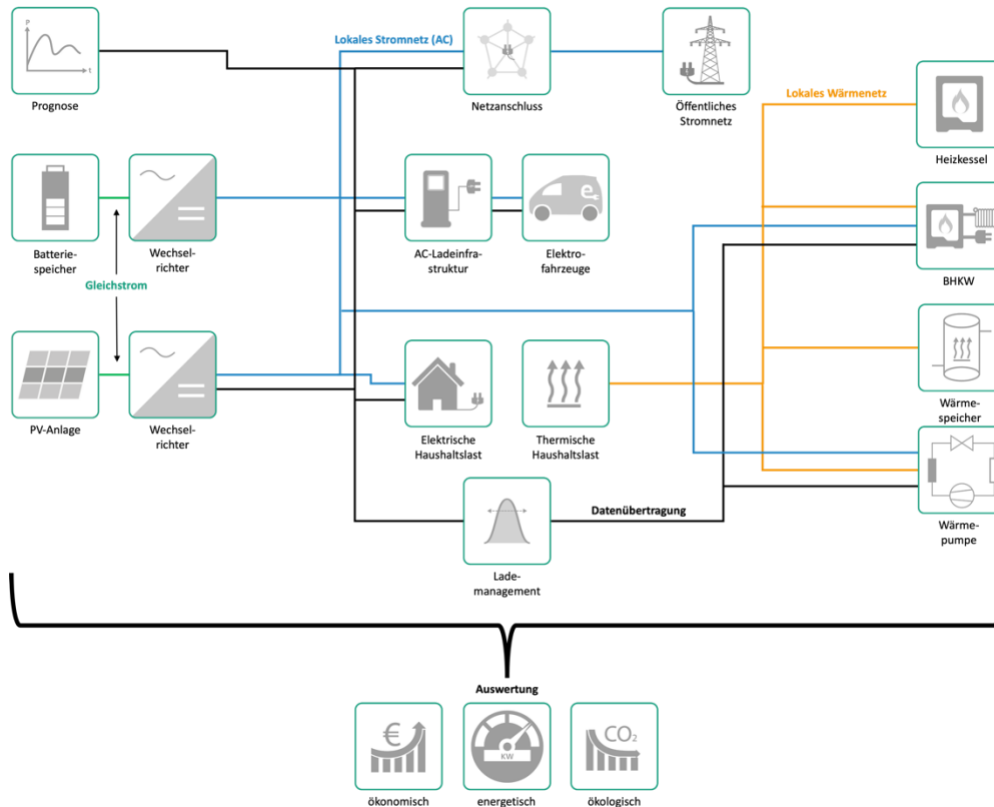 P
t
Prognose
Lokales Stromnetz (AC)
Netzanschluss
Öffentliches
Stromnetz
Lokales Wärmenetz
Heizkessel
Batterie-
speicher
Wechsel-
richter
AC-Ladeinfra-
struktur
e
Elektro-
fahrzeuge
BHKW
Gleichstrom
PV-Anlage
Wechsel-
richter
Elektrische
Haushaltslast
Thermische
Haushaltslast
Wärme-
speicher
Datenübertragung
Wärme-
pumpe
Lade-
management
Auswertung
€
KW
CO₂
ökonomisch
energetisch
ökologisch